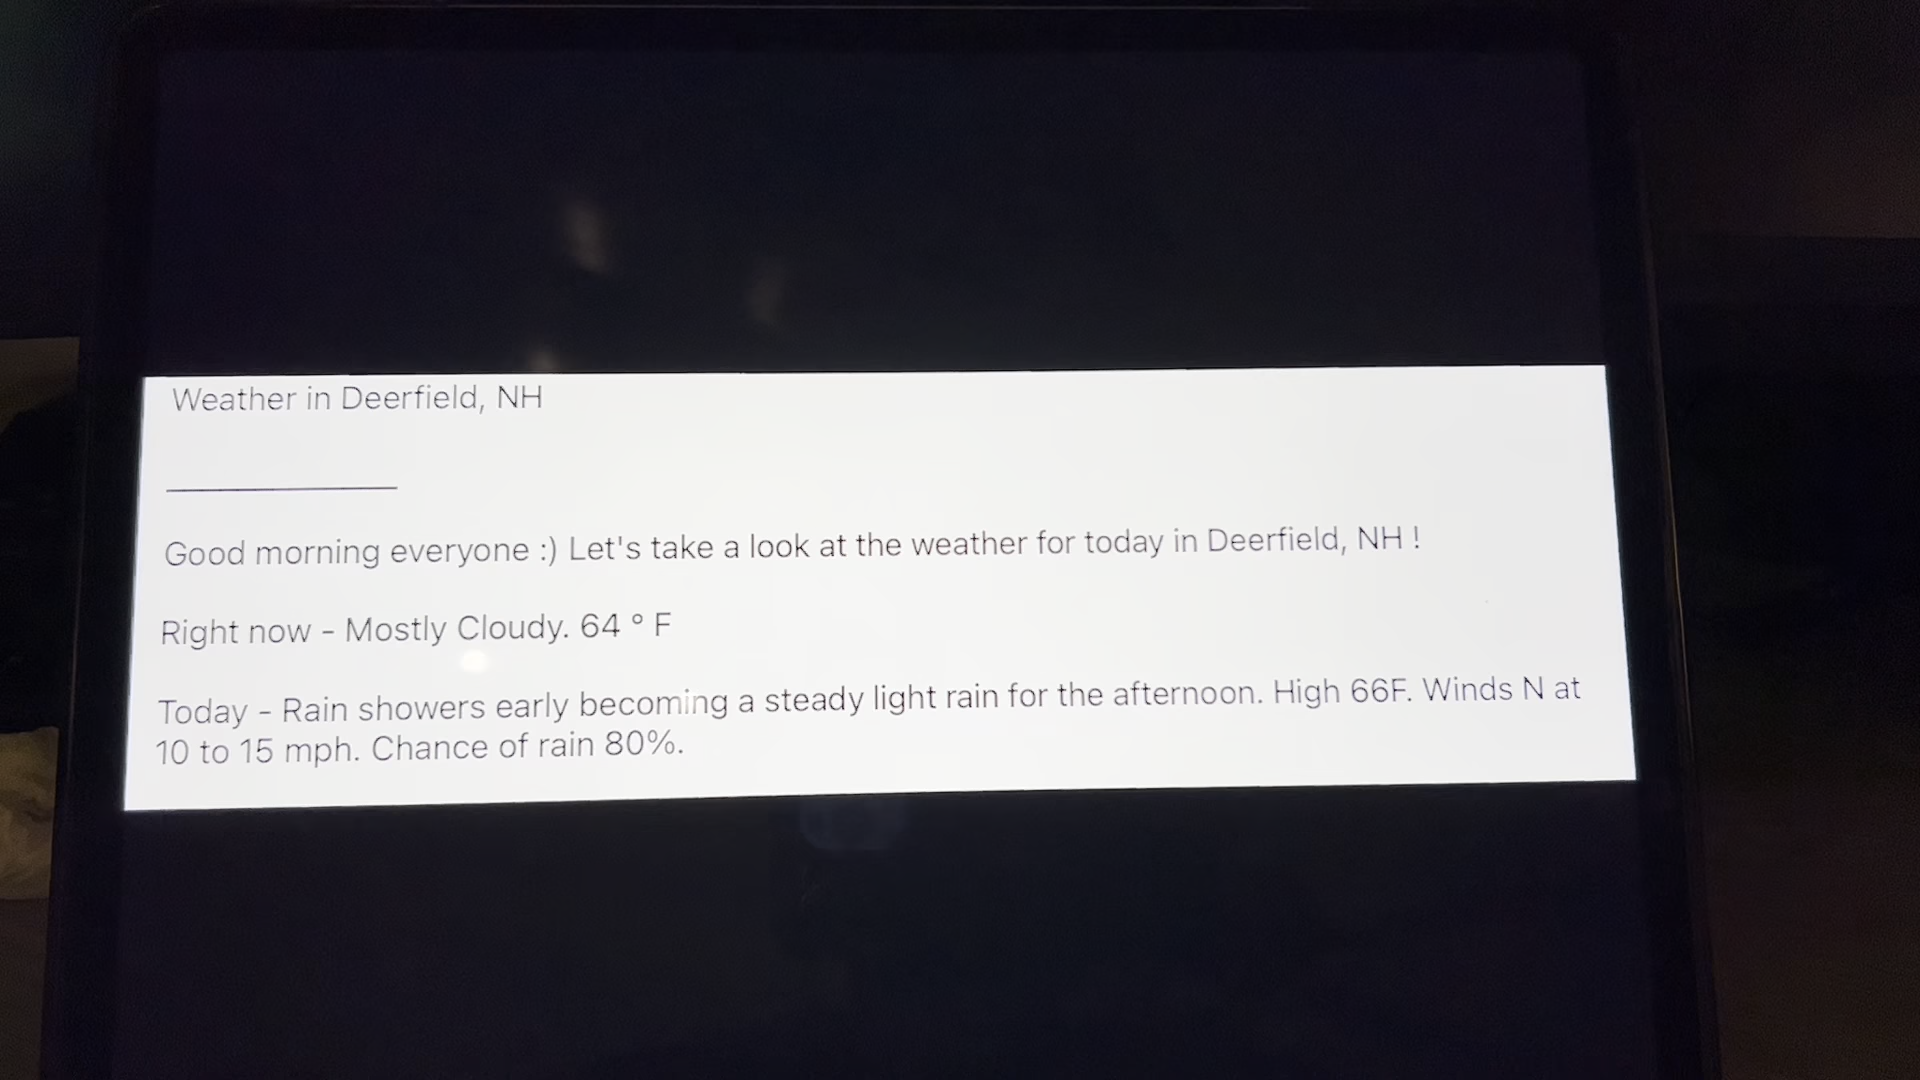 Weather in Deerfield, NH
Good morning everyone :) Let's take a look at the weather for today in Deerfield, NH !
Right now - Mostly Cloudy. 64 ° F
Today - Rain showers early becoming a steady light rain for the afternoon. High 66F. Winds N at
10 to 15 mph. Chance of rain 80%.